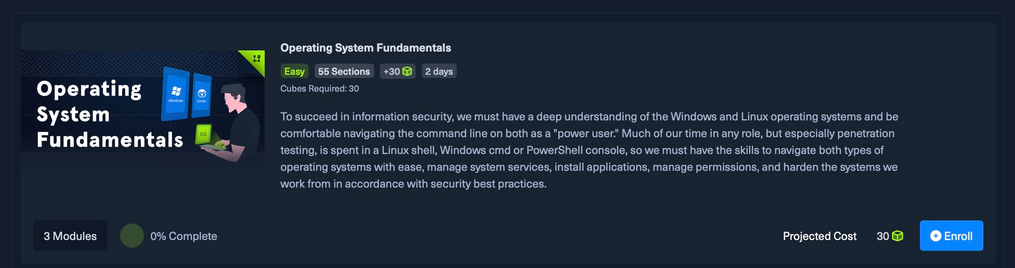 Operating System Fundamentals
Operating
System
Fundamentals
Windows
Linux
OS
Easy 55 Sections +30 2 days
Cubes Required: 30
To succeed in information security, we must have a deep understanding of the Windows and Linux operating systems and be
comfortable navigating the command line on both as a "power user." Much of our time in any role, but especially penetration
testing, is spent in a Linux shell, Windows cmd or PowerShell console, so we must have the skills to navigate both types of
operating systems with ease, manage system services, install applications, manage permissions, and harden the systems we
work from in accordance with security best practices.
3 Modules 0% Complete Projected Cost 30 Enroll